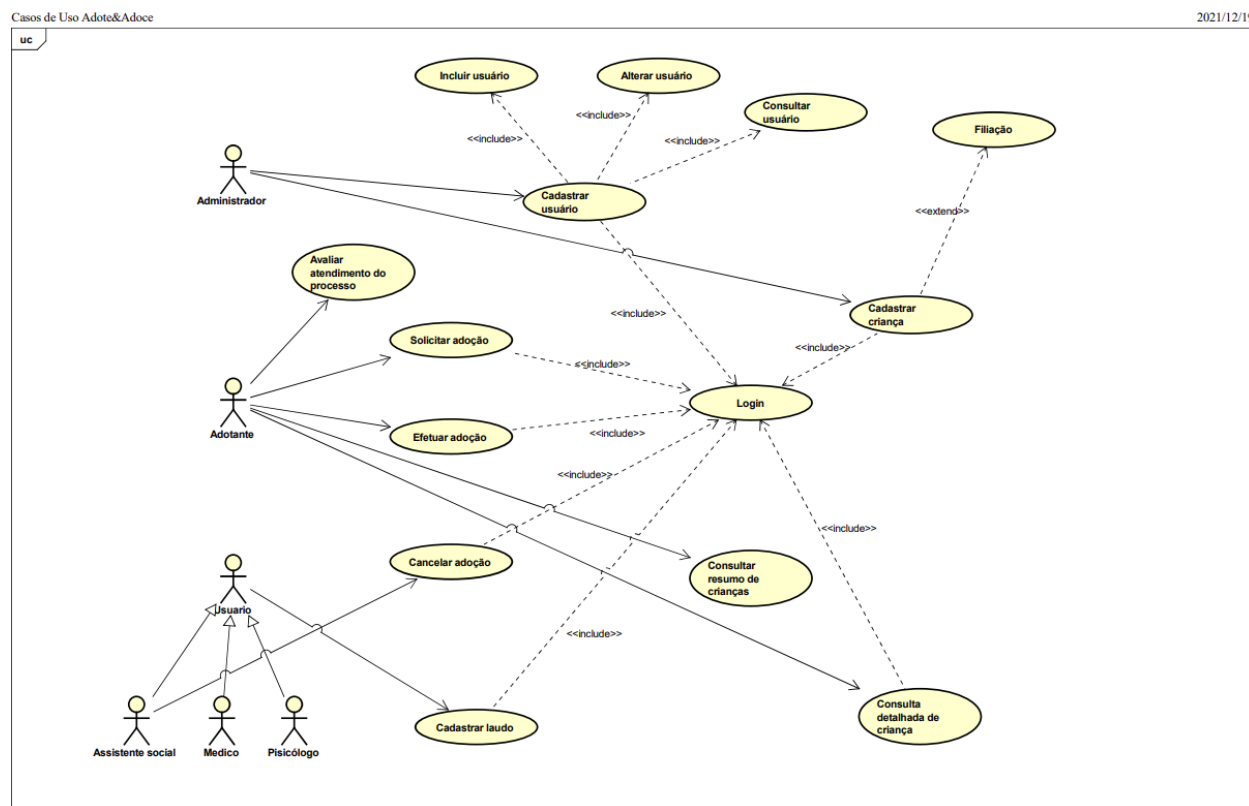 Casos de Uso Adote&Adoce
2021/12/19
uc
Incluir usuário
Alterar usuário
Consultar
usuário
Filiação
<<include>>
<<include>>
<<include>>
Administrador
Cadastrar
usuário
<<extend>>
Avaliar
atendimento do
processo
Cadastrar
criança
<<include>>
<<include>>
Solicitar adoção
<<include>>
Login
Adotante
Efetuar adoção
<<include>>
<<include>>
<<include>>
Cancelar adoção
Consultar
resumo de
crianças
Usuario
<<include>>
Consulta
detalhada de
criança
Cadastrar laudo
Assistente social
Medico
Pisicólogo